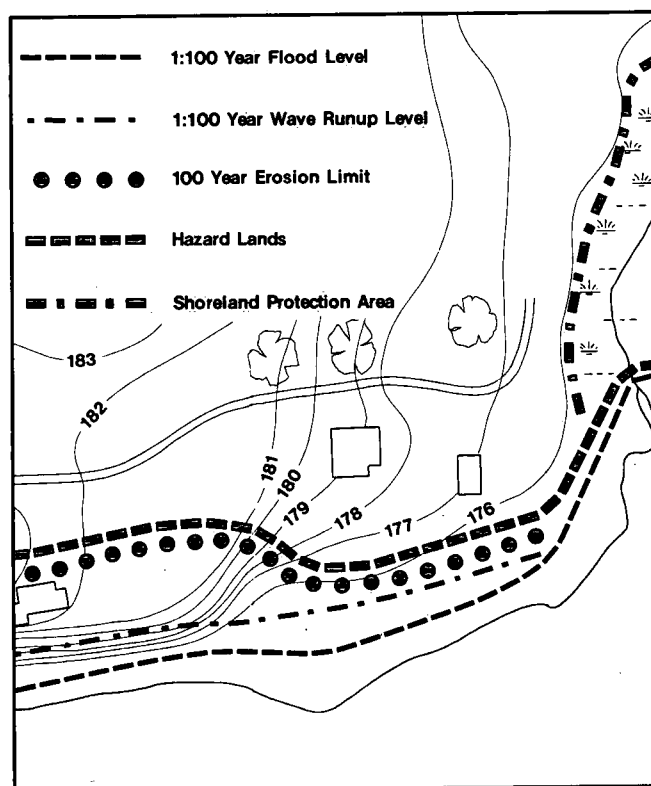 1:100 Year Flood Level
1:100 Year Wave Runup Level
100 Year Erosion Limit
Hazard Lands
Shoreland Protection Area
183
182
181
180
179
178
177
176